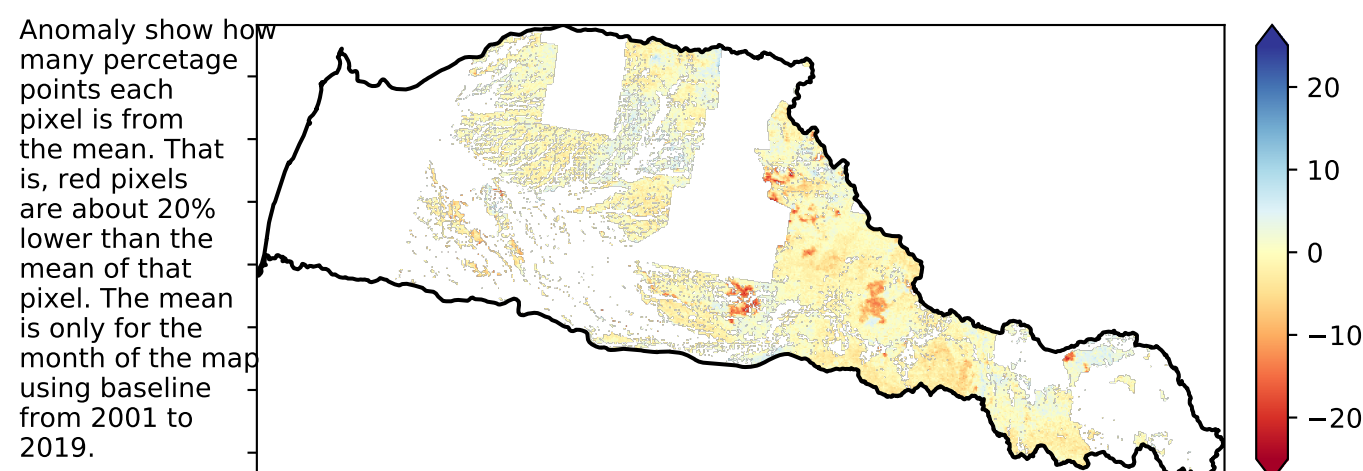 Anomaly show how
many percetage
points each
pixel is from
the mean. That
is, red pixels
are about 20%
lower than the
mean of that
pixel. The mean
is only for the
month of the map
using baseline
from 2001 to
2019.
20
10
0
−10
−20